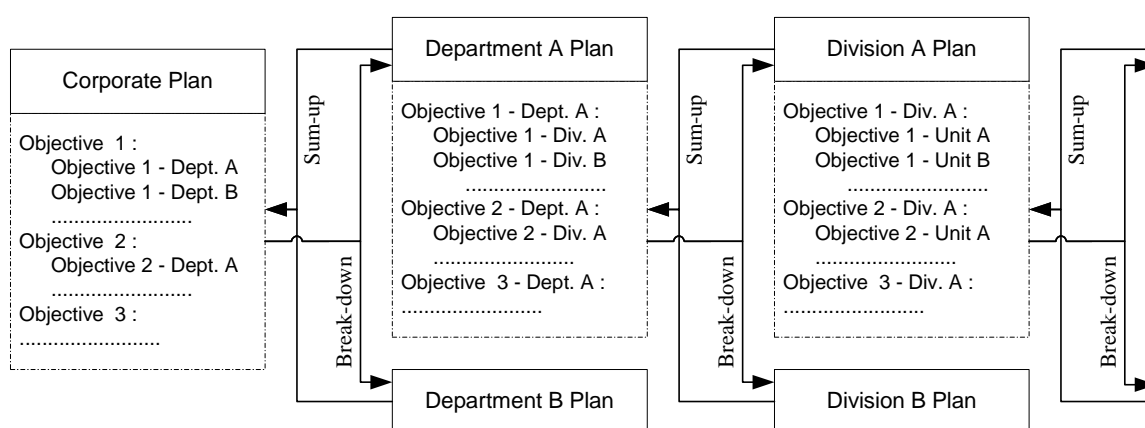 Corporate Plan
Objective 1 :
Objective 1 - Dept. A
Objective 1 - Dept. B
.........................
Objective 2 :
Objective 2 - Dept. A
.........................
Objective 3 :
.........................
Sum-up
Break-down
Department A Plan
Objective 1 - Dept. A :
Objective 1 - Div. A
Objective 1 - Div. B
.........................
Objective 2 - Dept. A :
Objective 2 - Div. A
.........................
Objective 3 - Dept. A :
.........................
Department B Plan
Sum-up
Break-down
Division A Plan
Objective 1 - Div. A :
Objective 1 - Unit A
Objective 1 - Unit B
.........................
Objective 2 - Div. A :
Objective 2 - Unit A
.........................
Objective 3 - Div. A :
.........................
Division B Plan
Sum-up
Break-down